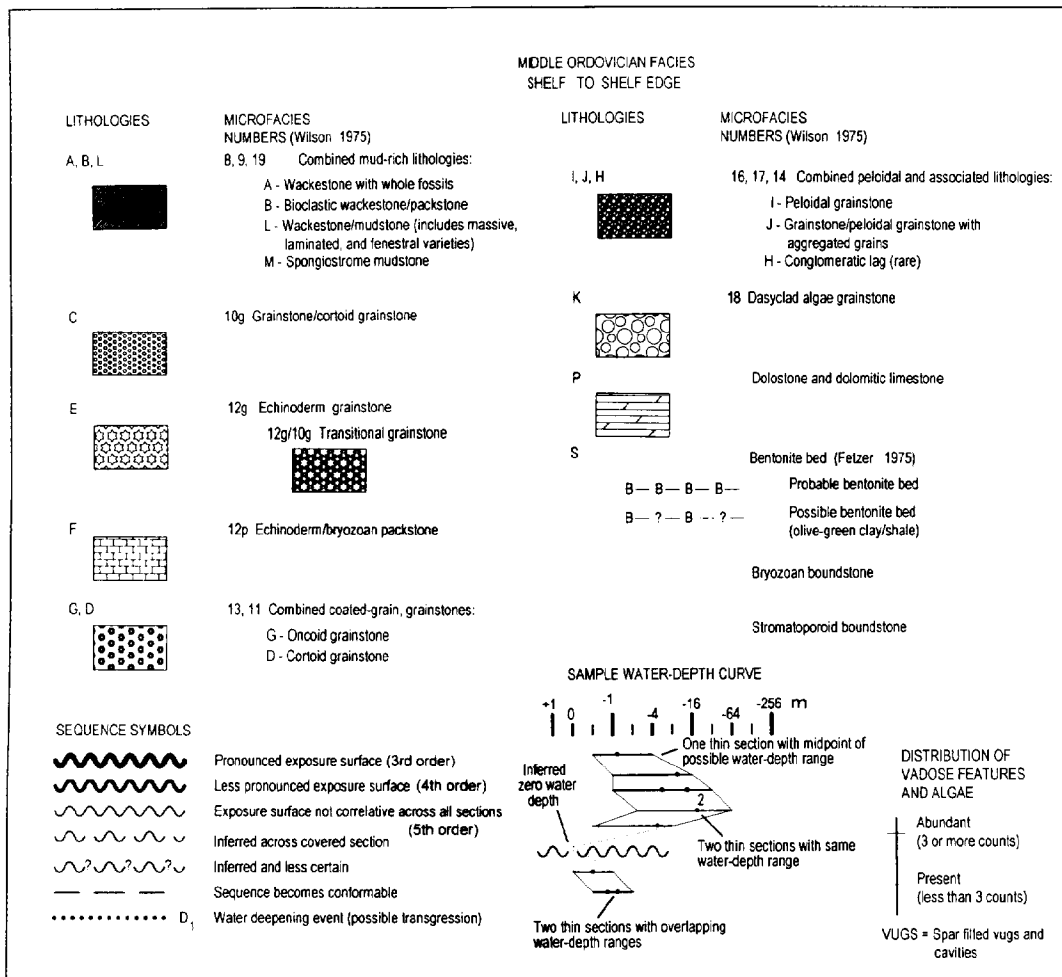 MIDDLE ORDOVICIAN FACIES
SHELF TO SHELF EDGE
LITHOLOGIES
MICROFACIES
NUMBERS (Wilson 1975)
A, B, L
8, 9, 19 Combined mud-rich lithologies:
A - Wackestone with whole fossils
B - Bioclastic wackestone/packstone
L - Wackestone/mudstone (includes massive,
laminated, and fenestral varieties)
M - Spongiostrome mudstone
C
10g Grainstone/cortoid grainstone
E
12g Echinoderm grainstone
12g/10g Transitional grainstone
F
12p Echinoderm/bryozoan packstone
G, D
13, 11 Combined coated-grain, grainstones:
G - Oncoid grainstone
D - Cortoid grainstone
LITHOLOGIES
MICROFACIES
NUMBERS (Wilson 1975)
I, J, H
16, 17, 14 Combined peloidal and associated lithologies:
I - Peloidal grainstone
J - Grainstone/peloidal grainstone with
aggregated grains
H - Conglomeratic lag (rare)
K
18 Dasyclad algae grainstone
P
Dolostone and dolomitic limestone
S
Bentonite bed (Fetzer 1975)
B — B — B — B — Probable bentonite bed
B — ? — B — ? — Possible bentonite bed
(olive-green clay/shale)
Bryozoan boundstone
Stromatoporoid boundstone
SEQUENCE SYMBOLS
Pronounced exposure surface (3rd order)
Less pronounced exposure surface (4th order)
Exposure surface not correlative across all sections
(5th order)
Inferred across covered section
? ? ? Inferred and less certain
Sequence becomes conformable
D1 Water deepening event (possible transgression)
SAMPLE WATER-DEPTH CURVE
+1 0 -1 -4 -16 -64 -256 m
One thin section with midpoint of
possible water-depth range
Inferred
zero water
depth
2
Two thin sections with same
water-depth range
Two thin sections with overlapping
water-depth ranges
DISTRIBUTION OF
VADOSE FEATURES
AND ALGAE
Abundant
(3 or more counts)
Present
(less than 3 counts)
VUGS = Spar filled vugs and
cavities